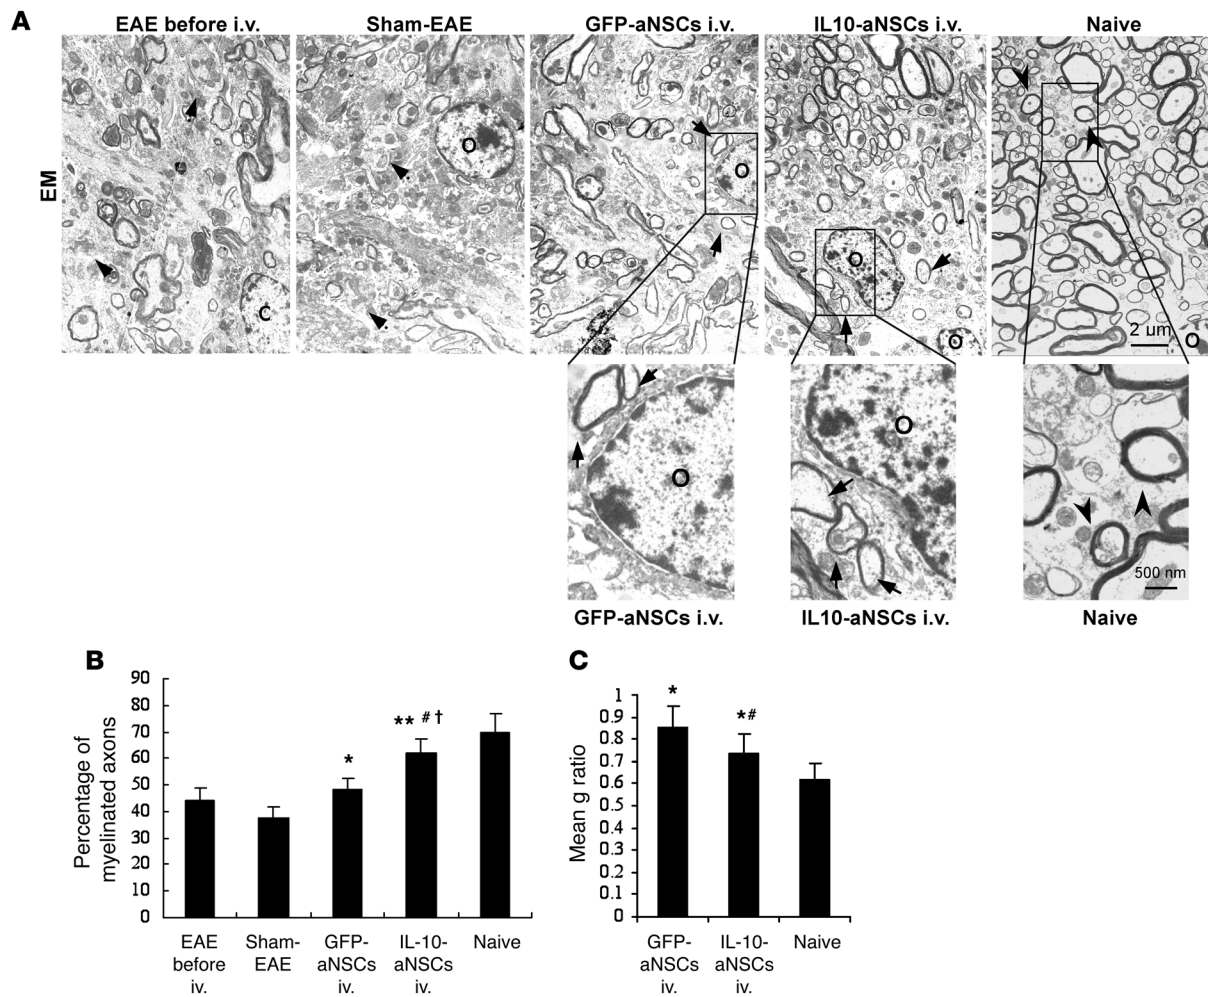 A
EAE before i.v.
Sham-EAE
GFP-aNSCs i.v.
IL10-aNSCs i.v.
Naive
EM
C
O
O
O
O
O
2 um
O
O
500 nm
GFP-aNSCs i.v.
IL10-aNSCs i.v.
Naive
B
Percentage of
myelinated axons
90
80
70
60
50
40
30
20
10
0
*
** # †
EAE
before
iv.
Sham-
EAE
GFP-
aNSCs
iv.
IL-10-
aNSCs
iv.
Naive
C
Mean g ratio
1
0.9
0.8
0.7
0.6
0.5
0.4
0.3
0.2
0.1
0
*
*#
GFP-
aNSCs
iv.
IL-10-
aNSCs
iv.
Naive